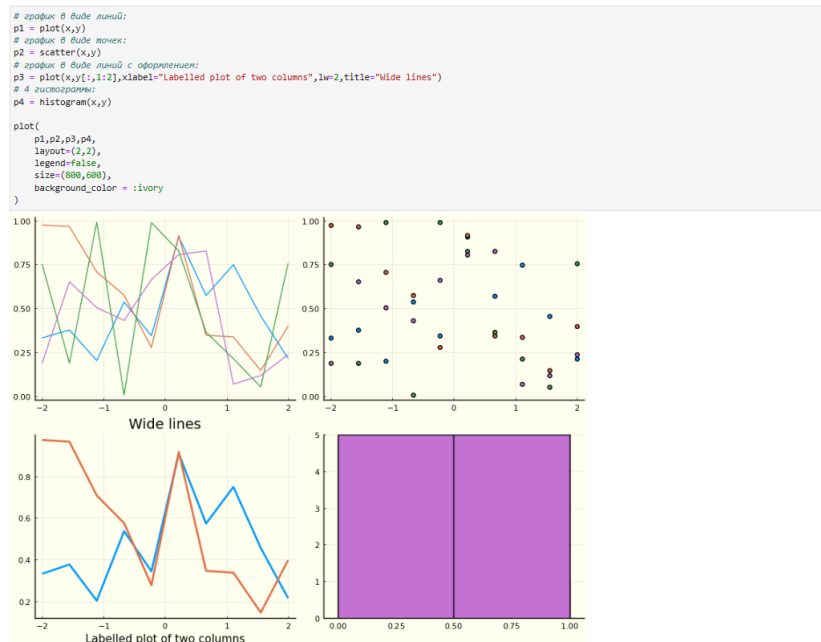 # график в виде линий:
p1 = plot(x,y)
# график в виде точек:
p2 = scatter(x,y)
# график в виде линий с оформлением:
p3 = plot(x,y[:,1:2],xlabel="Labelled plot of two columns",lw=2,title="Wide lines")
# 4 гистограммы:
p4 = histogram(x,y)
plot(
p1,p2,p3,p4,
layout=(2,2),
legend=false,
size=(800,600),
background_color = :ivory
)
1.00
0.75
0.50
0.25
0.00
-2 -1 0 1 2
1.00
0.75
0.50
0.25
0.00
-2 -1 0 1 2
Wide lines
0.8
0.6
0.4
0.2
-2 -1 0 1 2
Labelled plot of two columns
5
4
3
2
1
0
0.00 0.25 0.50 0.75 1.00